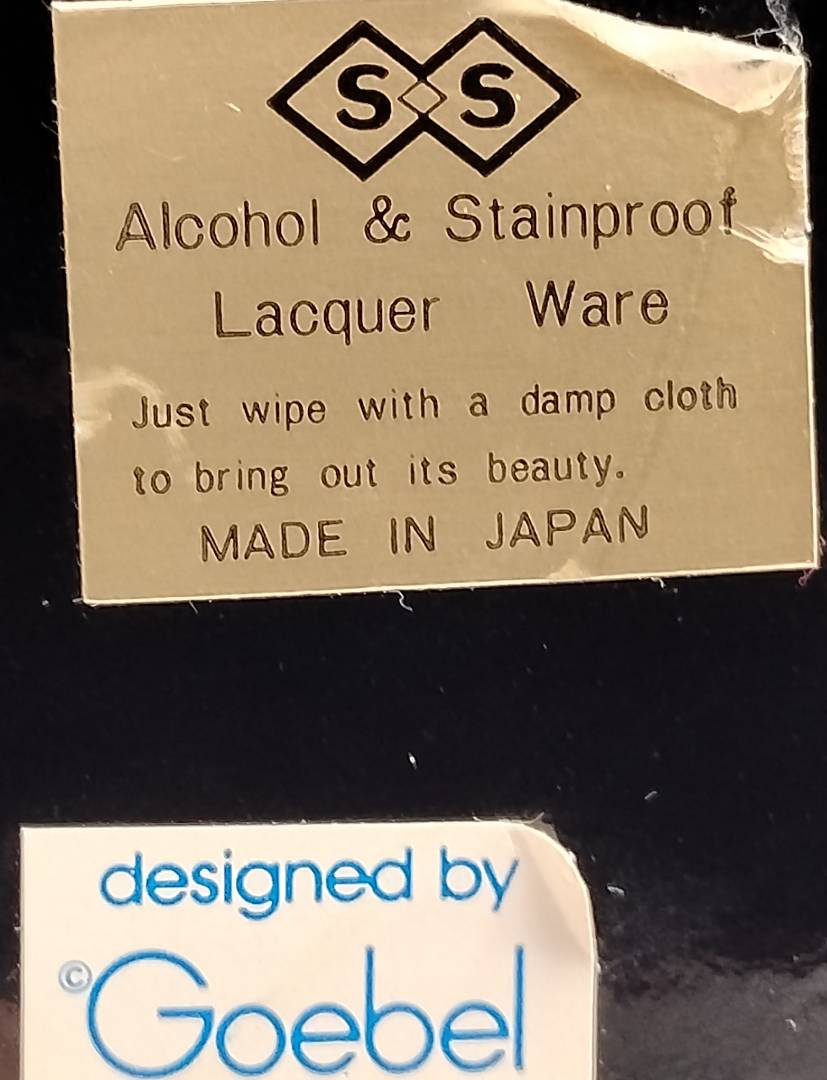 S S
Alcohol & Stainproof
Lacquer Ware
Just wipe with a damp cloth
to bring out its beauty.
MADE IN JAPAN
designed by
© Goebel